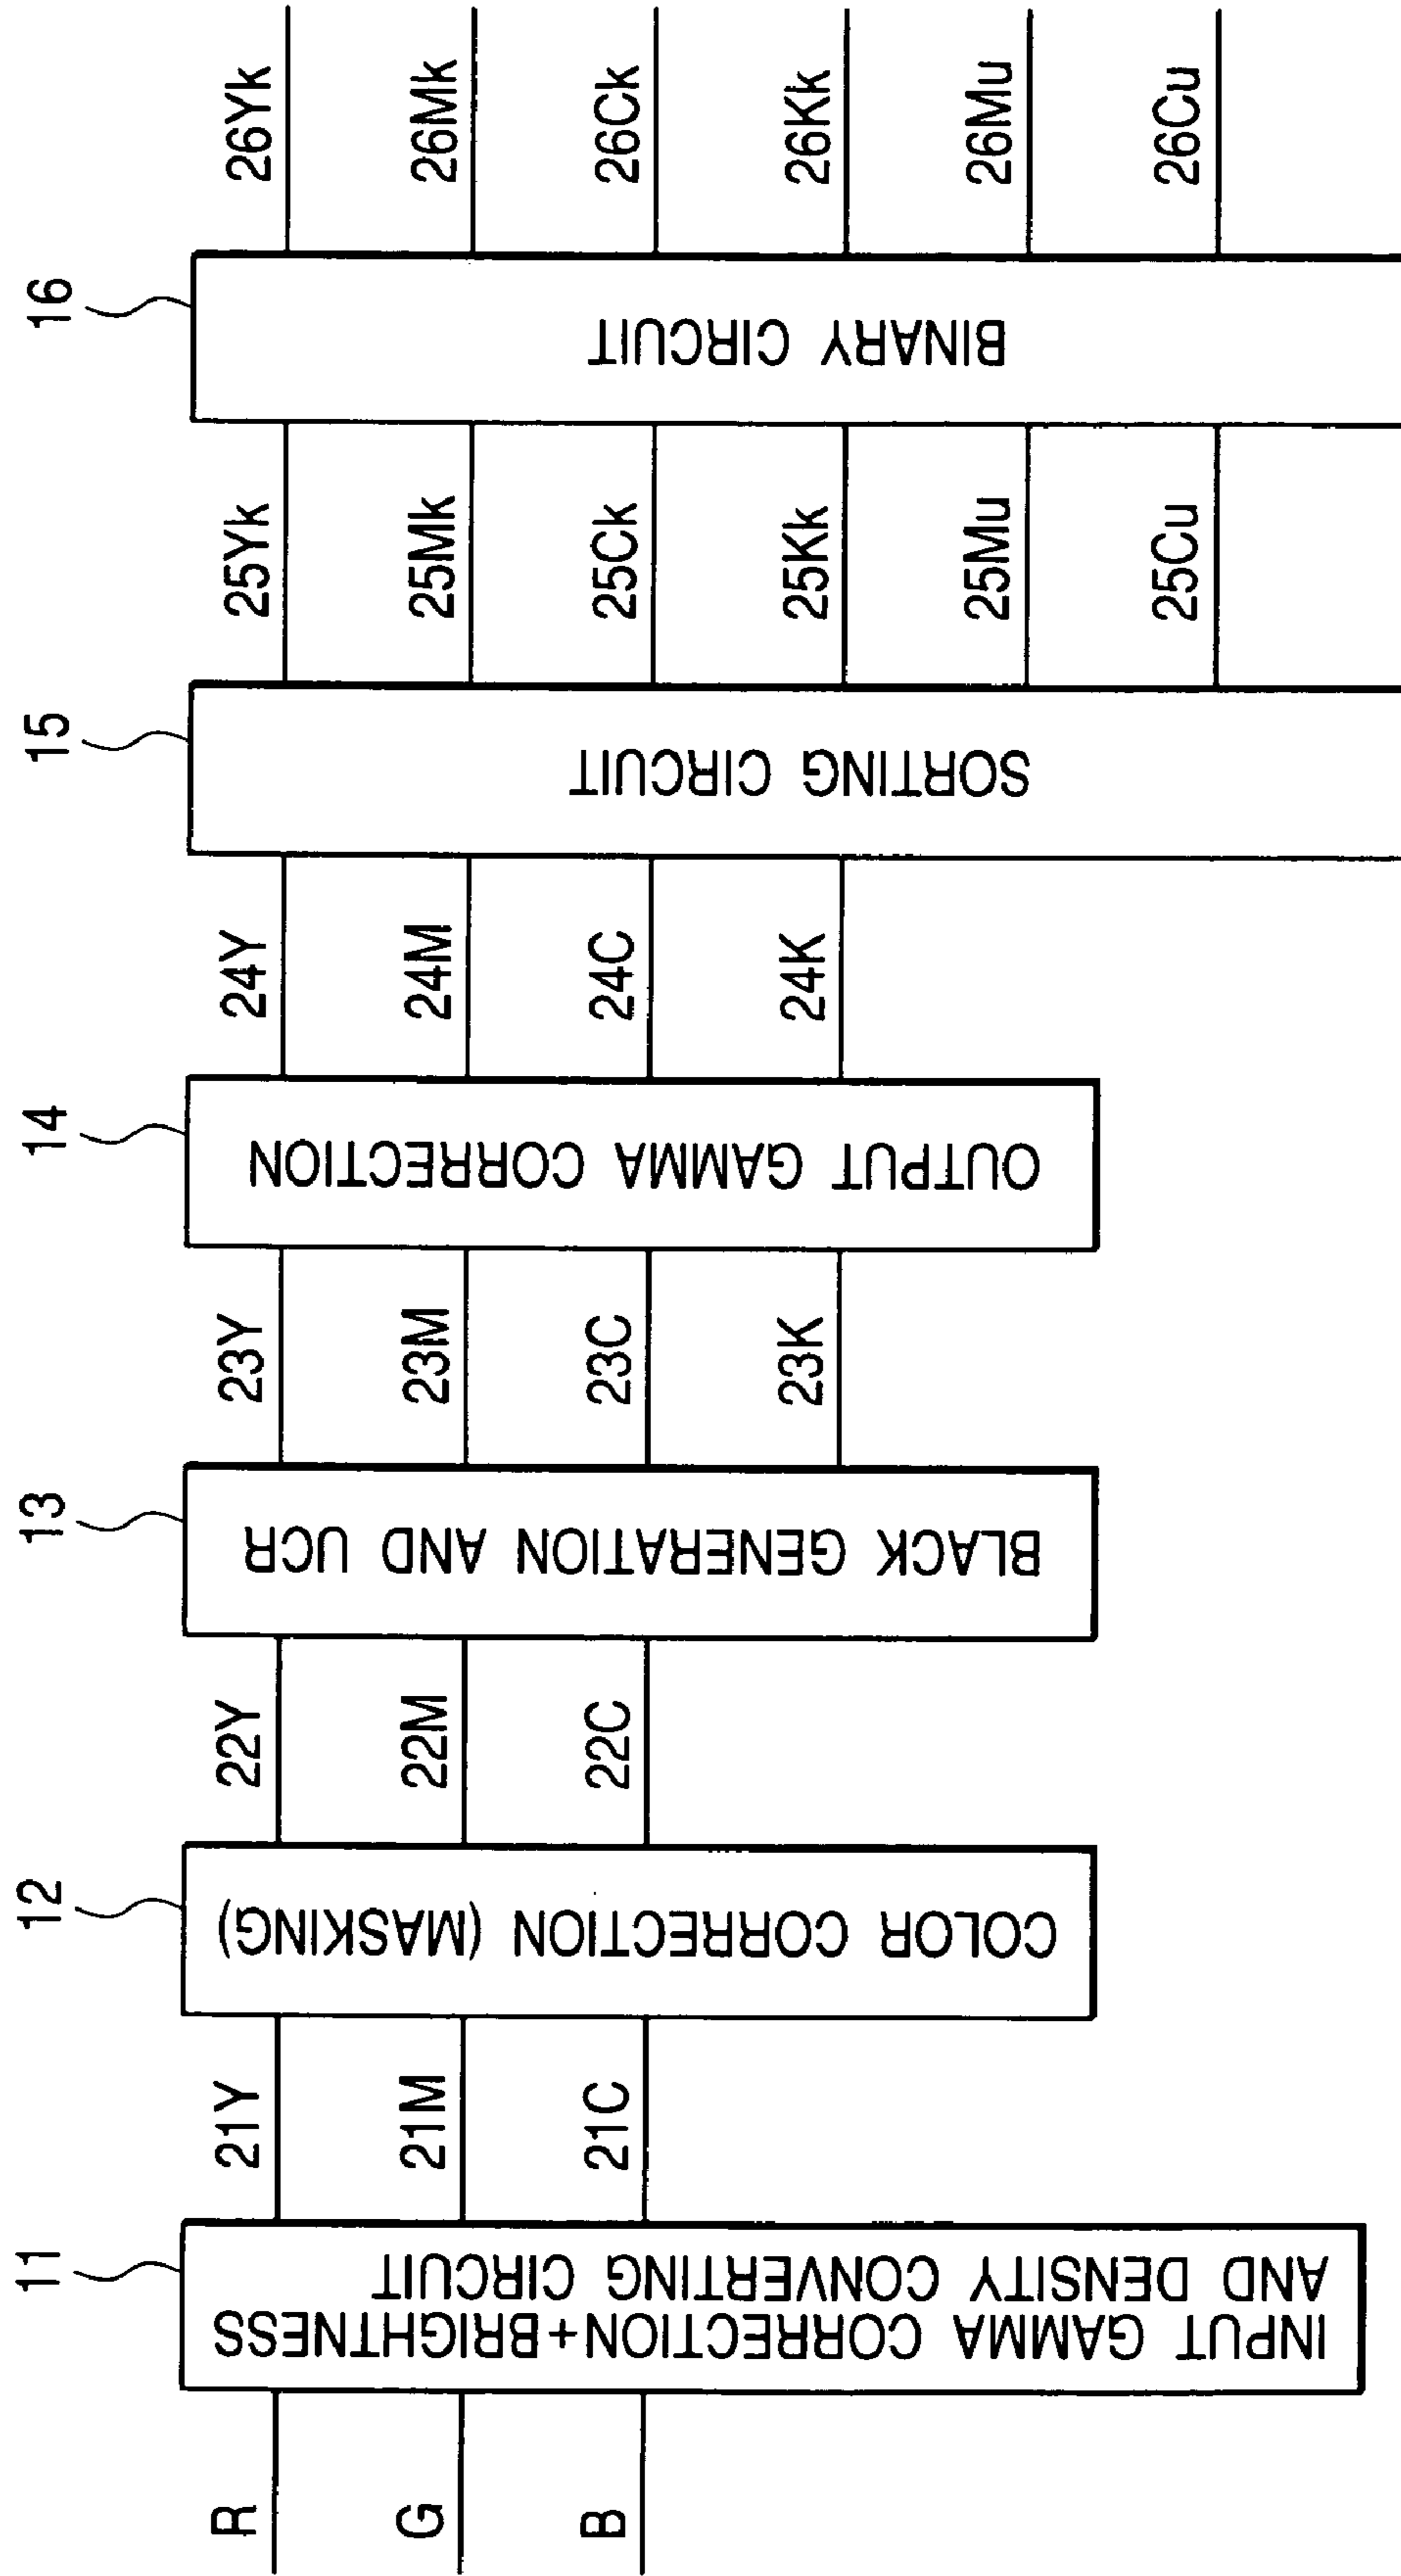 R
G
B
11
INPUT GAMMA CORRECTION+BRIGHTNESS
AND DENSITY CONVERTING CIRCUIT
21Y
21M
21C
12
COLOR CORRECTION (MASKING)
22Y
22M
22C
13
BLACK GENERATION AND UCR
23Y
23M
23C
23K
14
OUTPUT GAMMA CORRECTION
24Y
24M
24C
24K
15
SORTING CIRCUIT
25Yk
25Mk
25Ck
25Kk
25Mu
25Cu
16
BINARY CIRCUIT
26Yk
26Mk
26Ck
26Kk
26Mu
26Cu